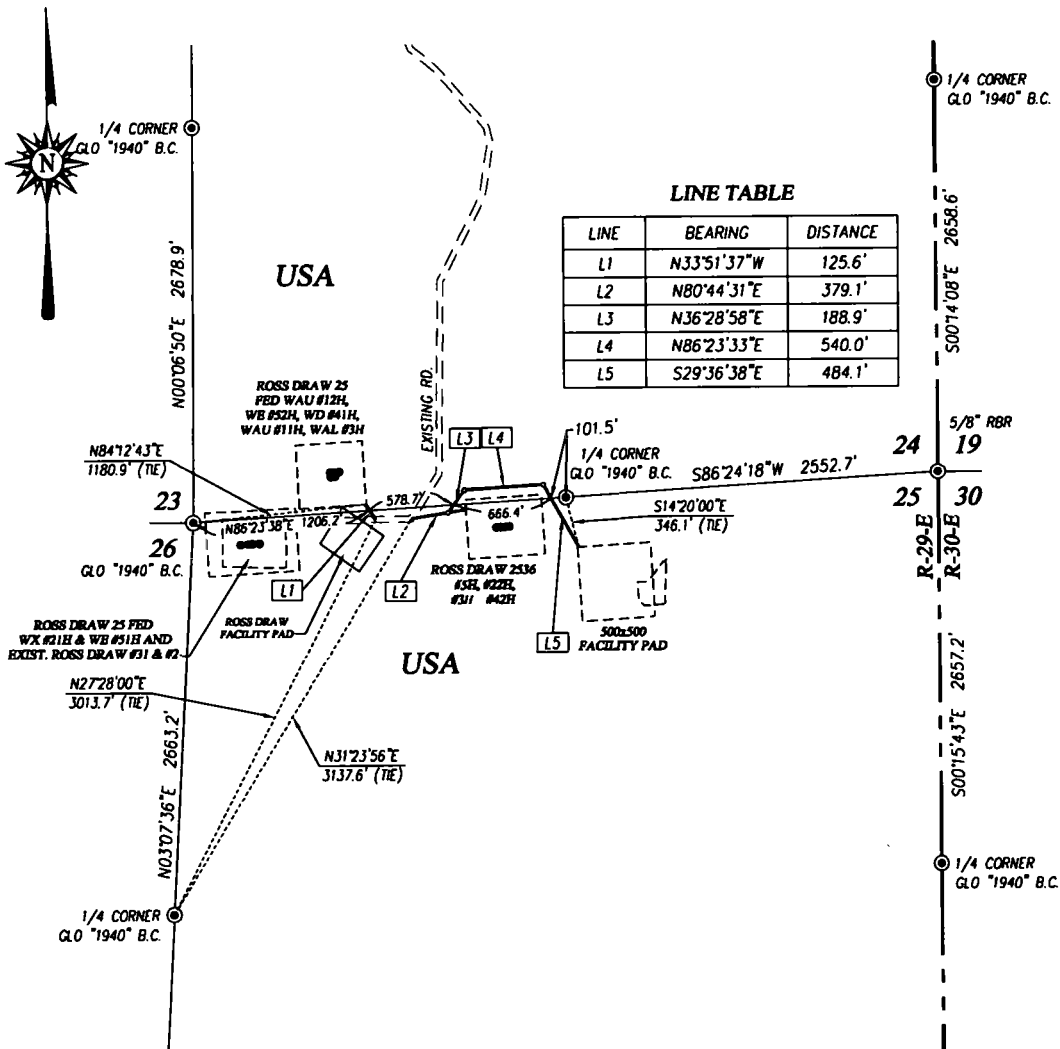 1/4 CORNER
GLO "1940" B.C.
N
1/4 CORNER
GLO "1940" B.C.
LINE TABLE
LINE BEARING DISTANCE
L1 N33°51'37"W 125.6'
L2 N80°44'31"E 379.1'
L3 N36°28'58"E 188.9'
L4 N86°23'33"E 540.0'
L5 S29°36'38"E 484.1'
N00°06'50"E 2678.9'
S00°14'08"E 2658.6'
USA
EXISTING RD.
ROSS DRAW 25
FED WAU #12H,
WE #52H, WD #41H,
WAU #11H, WAL #3H
L3 L4
101.5'
1/4 CORNER
GLO "1940" B.C.
S86°24'18"W 2552.7'
5/8" RBR
24 19
25 30
R-29-E
R-30-E
N84°12'43"E
1180.9' (TIE)
23
26
GLO "1940" B.C.
N86°23'38"E 1206.2'
578.7'
666.4'
S14°20'00"E
346.1' (TIE)
L1
L2
ROSS DRAW 2536
#5H, #22H,
#42H
L5
500x500
FACILITY PAD
ROSS DRAW
FACILITY PAD
ROSS DRAW 25 FED
WX #21H & WE #51H AND
EXIST. ROSS DRAW #31 & #2
USA
N27°28'00"E
3013.7' (TIE)
N31°23'56"E
3137.6' (TIE)
N03°07'36"E 2663.2'
S00°15'43"E 2657.2'
1/4 CORNER
GLO "1940" B.C.
1/4 CORNER
GLO "1940" B.C.